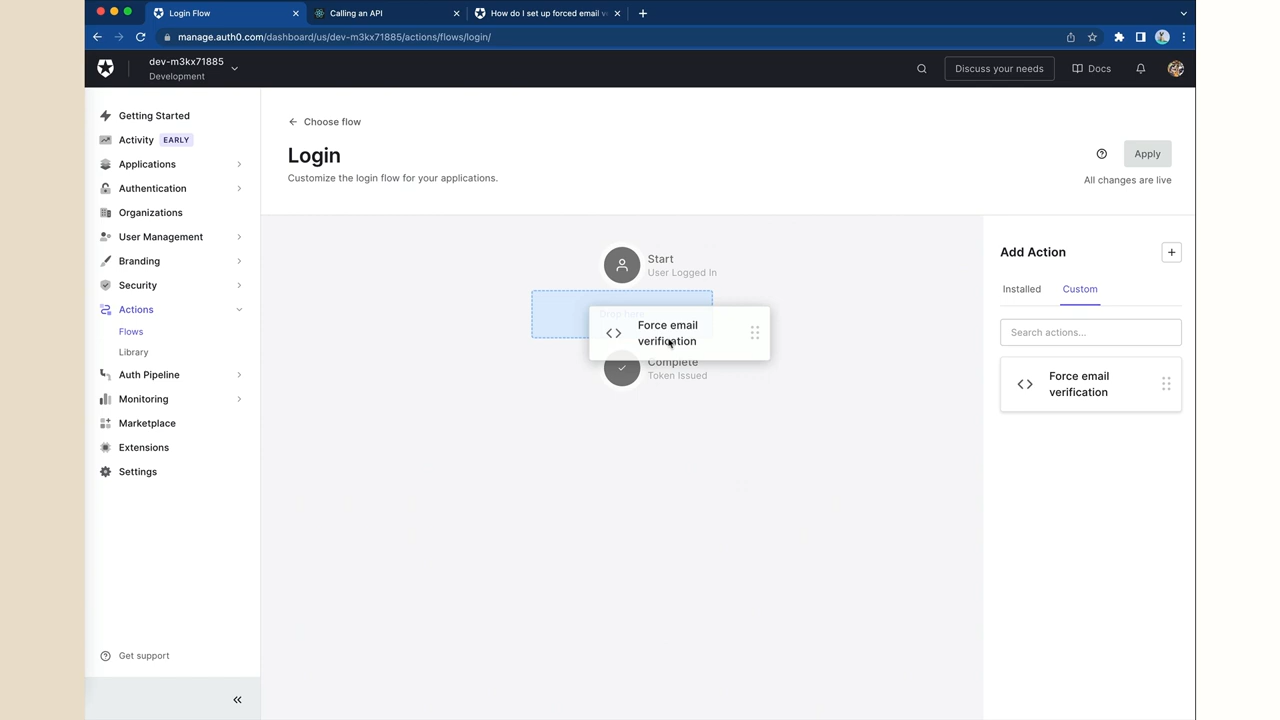 Login Flow
Calling an API
How do I set up forced email v
manage.auth0.com/dashboard/us/dev-m3kx71885/actions/flows/login/
dev-m3kx71885
Development
Discuss your needs
Docs
Getting Started
Activity EARLY
Applications
Authentication
Organizations
User Management
Branding
Security
Actions
Flows
Library
Auth Pipeline
Monitoring
Marketplace
Extensions
Settings
Get support
Choose flow
Login
Customize the login flow for your applications.
Apply
All changes are live
Start
User Logged In
Drop here
Force email
verification
Complete
Token Issued
Add Action
Installed
Custom
Search actions...
Force email
verification